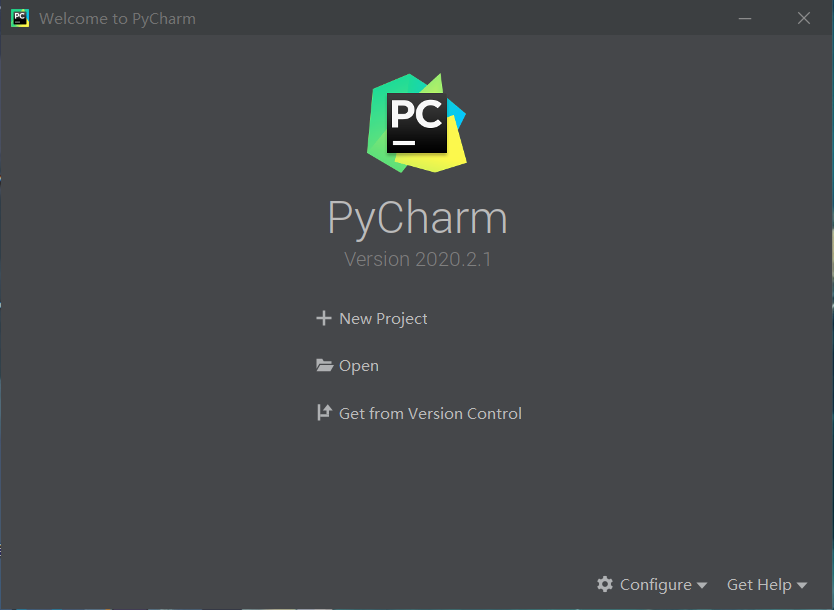 PC Welcome to PyCharm
PC
PyCharm
Version 2020.2.1
New Project
Open
Get from Version Control
Configure Get Help